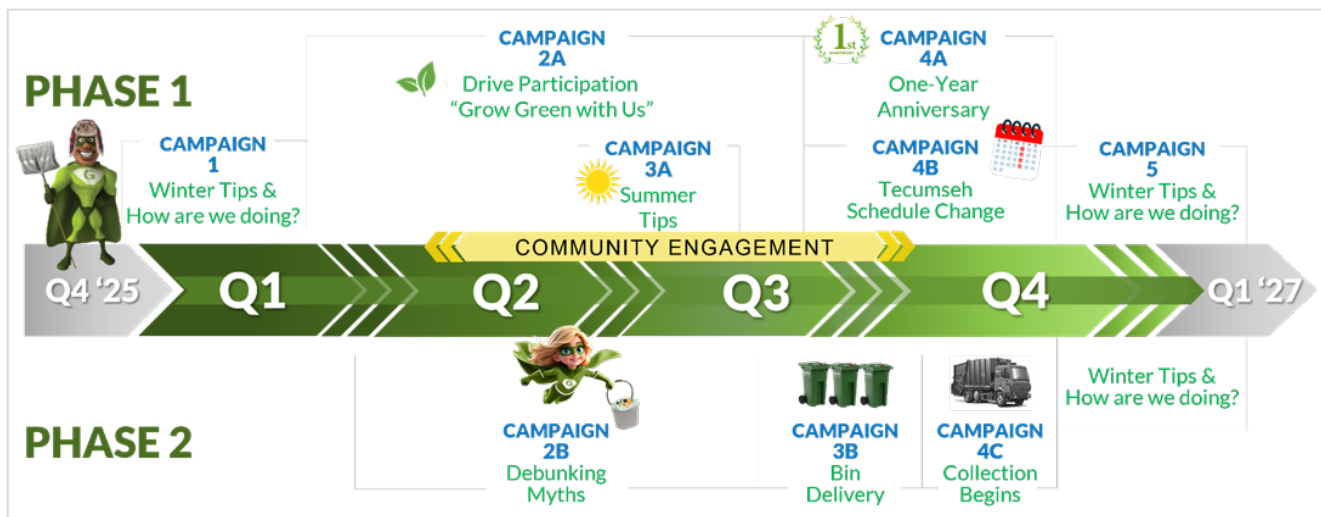 PHASE 1
CAMPAIGN
1
Winter Tips &
How are we doing?
CAMPAIGN
2A
Drive Participation
“Grow Green with Us”
CAMPAIGN
3A
Summer
Tips
1st
ANNIVERSARY
CAMPAIGN
4A
One-Year
Anniversary
CAMPAIGN
4B
Tecumseh
Schedule Change
CAMPAIGN
5
Winter Tips &
How are we doing?
G
COMMUNITY ENGAGEMENT
Q4 ‘25
Q1
Q2
Q3
Q4
Q1 ‘27
PHASE 2
G
CAMPAIGN
2B
Debunking
Myths
CAMPAIGN
3B
Bin
Delivery
CAMPAIGN
4C
Collection
Begins
Winter Tips &
How are we doing?